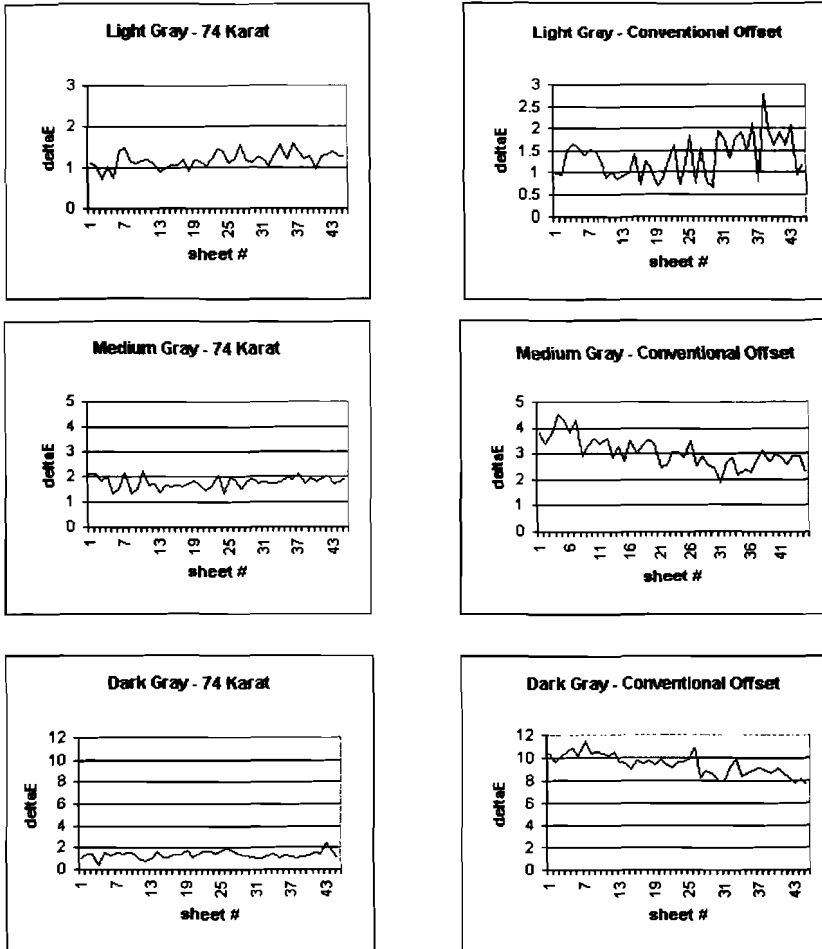 Light Gray - 74 Karat
3
2
1
0
deltaE
1 7 13 19 25 31 37 43
sheet #
Light Gray - Conventional Offset
3
2.5
2
1.5
1
0.5
0
deltaE
1 7 13 19 25 31 37 43
sheet #
Medium Gray - 74 Karat
5
4
3
2
1
0
deltaE
1 7 13 19 25 31 37 43
sheet #
Medium Gray - Conventional Offset
5
4
3
2
1
0
deltaE
1 6 11 16 21 26 31 36 41
sheet #
Dark Gray - 74 Karat
12
10
8
6
4
2
0
deltaE
1 7 13 19 25 31 37 43
sheet #
Dark Gray - Conventional Offset
12
10
8
6
4
2
0
deltaE
1 7 13 19 25 31 37 43
sheet #